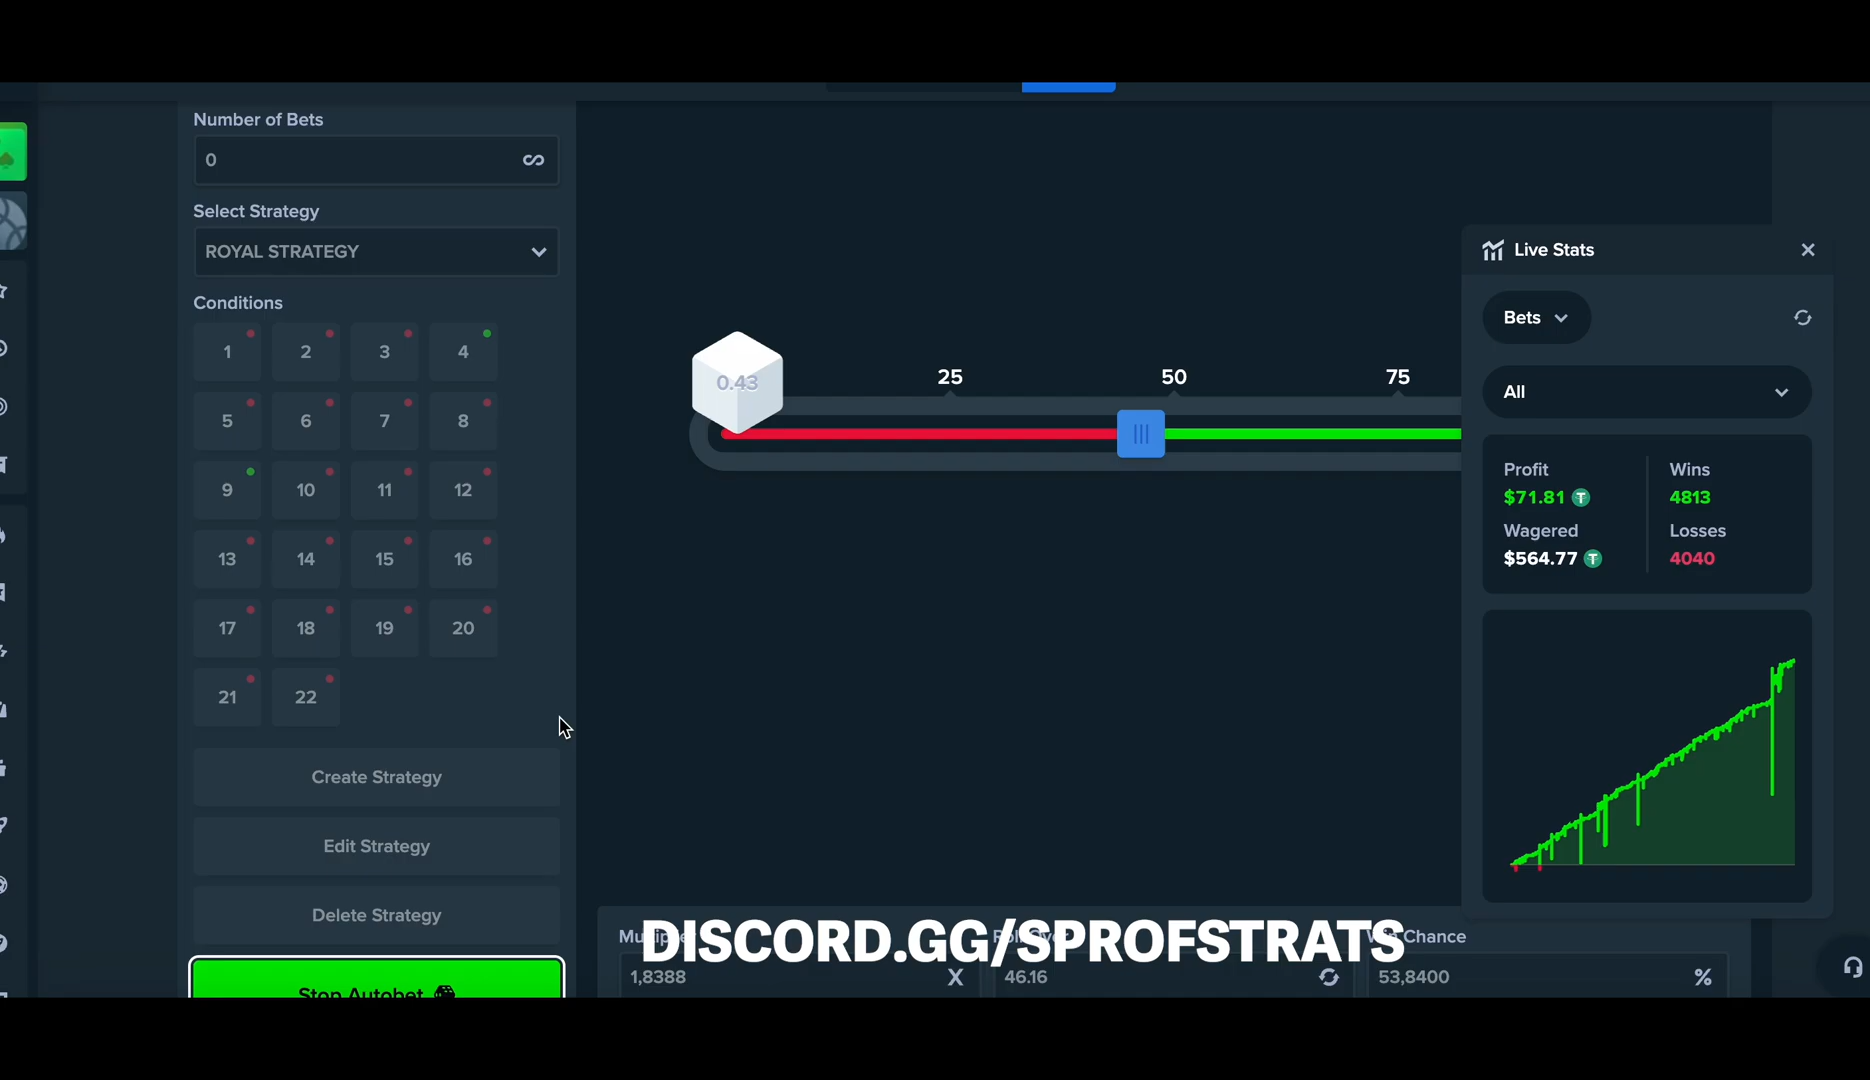 Number of Bets
0
Select Strategy
ROYAL STRATEGY
Conditions
1 2 3 4
5 6 7 8
9 10 11 12
13 14 15 16
17 18 19 20
21 22
Create Strategy
Edit Strategy
Delete Strategy
Stop Autobet
0.43
25 50 75
Live Stats
Bets
All
Profit
$71.81
Wins
4813
Wagered
$564.77
Losses
4040
DISCORD.GG/SPROFSTRATS
Chance
1,8388 X
46.16
53,8400 %